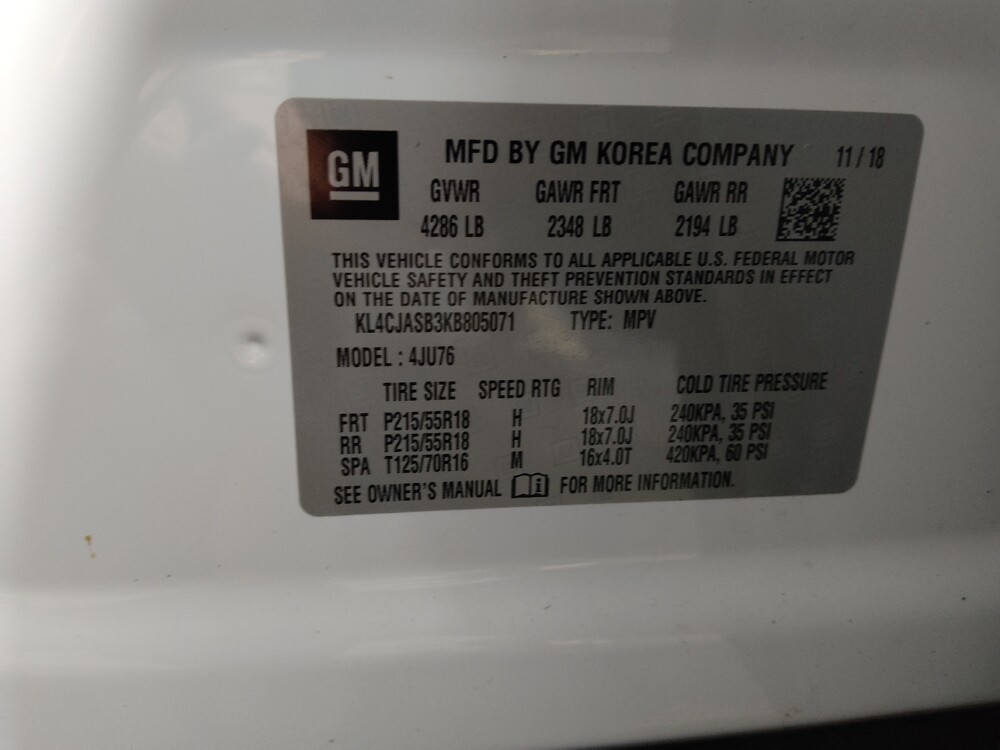 GM
MFD BY GM KOREA COMPANY 11/18
GVWR GAWR FRT GAWR RR
4286 LB 2348 LB 2194 LB
THIS VEHICLE CONFORMS TO ALL APPLICABLE U.S. FEDERAL MOTOR
VEHICLE SAFETY AND THEFT PREVENTION STANDARDS IN EFFECT
ON THE DATE OF MANUFACTURE SHOWN ABOVE.
KL4CJASB3KB805071 TYPE: MPV
MODEL : 4JU76
TIRE SIZE SPEED RTG RIM COLD TIRE PRESSURE
FRT P215/55R18 H 18x7.0J 240KPA, 35 PSI
RR P215/55R18 H 18x7.0J 240KPA, 35 PSI
SPA T125/70R16 M 16x4.0T 420KPA, 60 PSI
SEE OWNER'S MANUAL i FOR MORE INFORMATION.